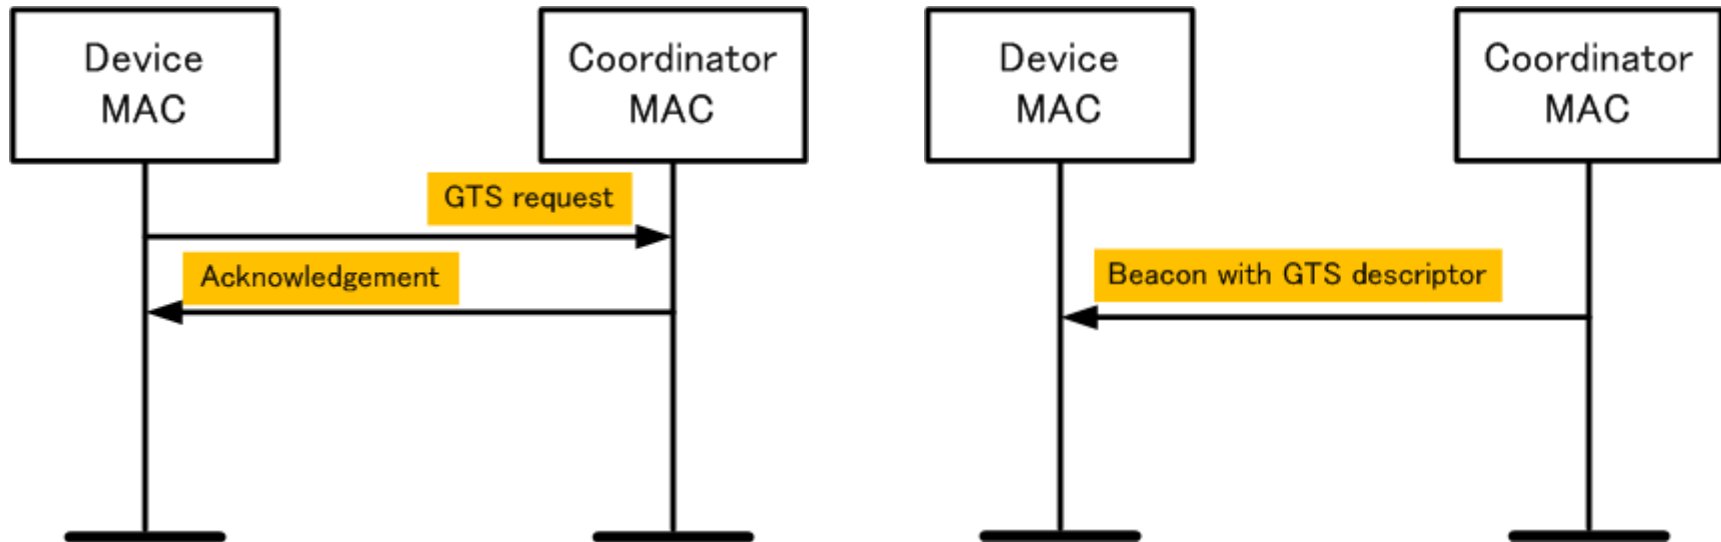 Device
MAC
Coordinator
MAC
GTS request
Acknowledgement
Device
MAC
Coordinator
MAC
Beacon with GTS descriptor